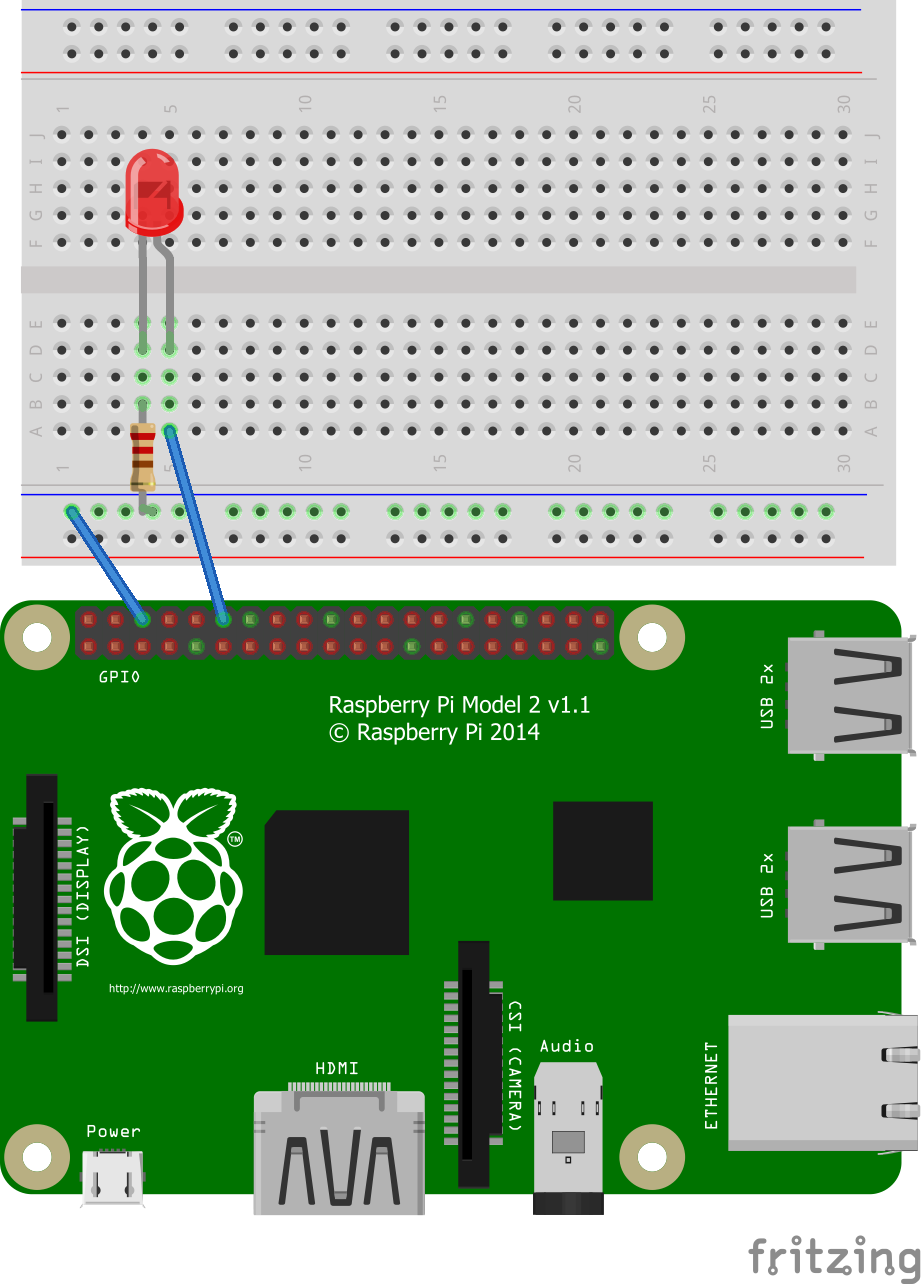 1 5 10 15 20 25 30
J J
I I
H H
G G
F F
E E
D D
C C
B B
A A
1 5 10 15 20 25 30
GPIO
Raspberry Pi Model 2 v1.1
© Raspberry Pi 2014
USB 2x
TM
DSI (DISPLAY)
USB 2x
http://www.raspberrypi.org
CSI (CAMERA)
Audio
ETHERNET
HDMI
Power
fritzing